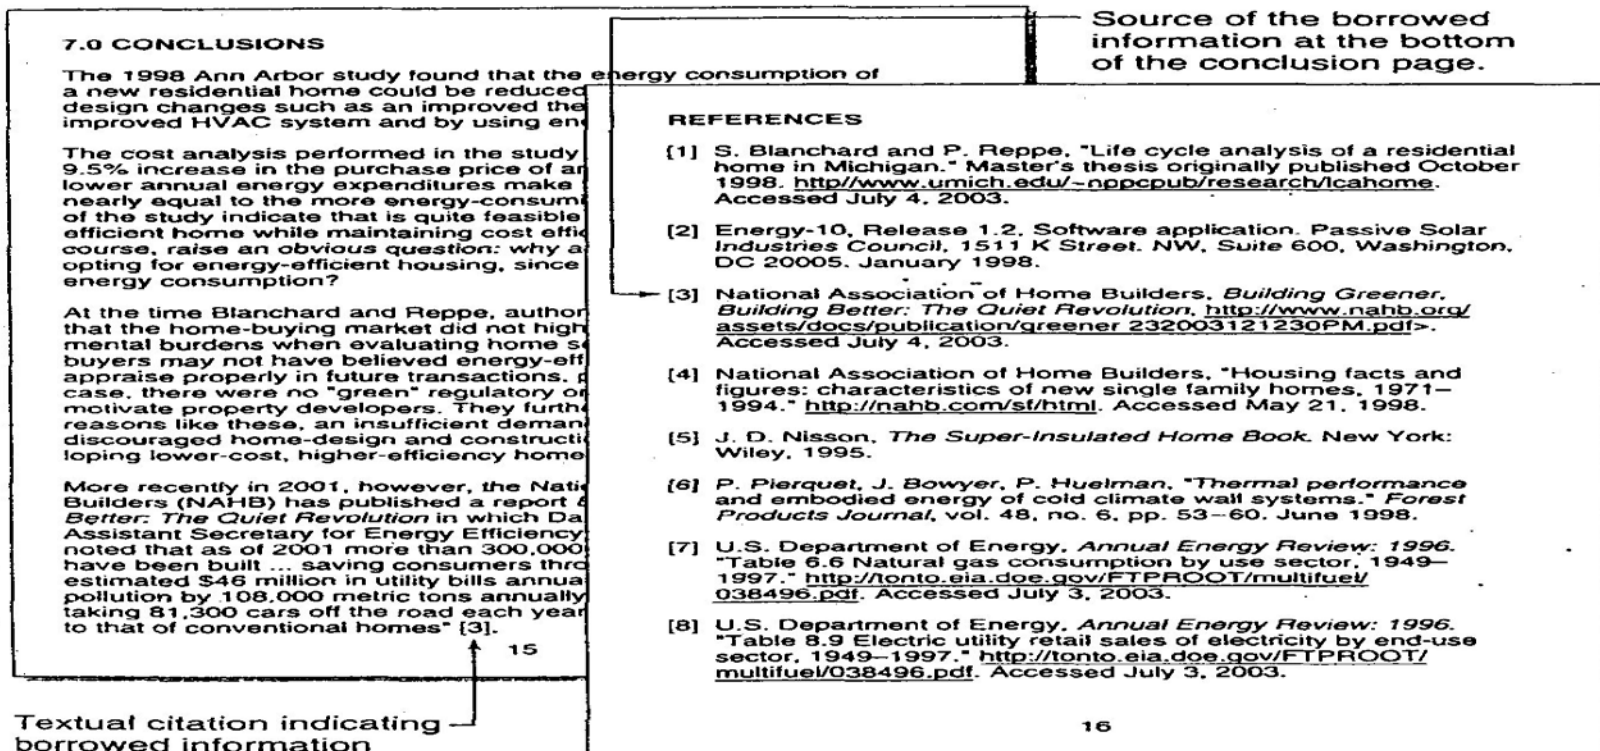 Source of the borrowed
information at the bottom
of the conclusion page.
7.0 CONCLUSIONS
The 1998 Ann Arbor study found that the energy consumption of
a new residential home could be reduced
design changes such as an improved the
improved HVAC system and by using en
The cost analysis performed in the study
9.5% increase in the purchase price of an
lower annual energy expenditures make
nearly equal to the more energy-consum
of the study indicate that is quite feasible
efficient home while maintaining cost effic
course, raise an obvious question: why a
opting for energy-efficient housing, since
energy consumption?
At the time Blanchard and Reppe, author
that the home-buying market did not high
mental burdens when evaluating home s
buyers may not have believed energy-eff
appraise properly in future transactions, p
case, there were no "green" regulatory or
motivate property developers. They furthe
reasons like these, an insufficient deman
discouraged home-design and constructi
loping lower-cost, higher-efficiency home
More recently in 2001, however, the Natio
Builders (NAHB) has published a report
Better: The Quiet Revolution in which Da
Assistant Secretary for Energy Efficiency
noted that as of 2001 more than 300,000
have been built ... saving consumers thro
estimated $46 million in utility bills annua
pollution by 108,000 metric tons annually
taking 81,300 cars off the road each year
to that of conventional homes" [3].
15
Textual citation indicating
borrowed information
REFERENCES
[1] S. Blanchard and P. Reppe, "Life cycle analysis of a residential
home in Michigan." Master's thesis originally published October
1998. http//www.umich.edu/~nppcpub/research/lcahome.
Accessed July 4, 2003.
[2] Energy-10, Release 1.2, Software application. Passive Solar
Industries Council, 1511 K Street. NW, Suite 600, Washington,
DC 20005. January 1998.
[3] National Association of Home Builders, Building Greener,
Building Better: The Quiet Revolution, http://www.nahb.org/
assets/docs/publication/greener 232003121230PM.pdf>.
Accessed July 4, 2003.
[4] National Association of Home Builders, "Housing facts and
figures: characteristics of new single family homes, 1971–
1994." http://nahb.com/sf/html. Accessed May 21, 1998.
[5] J. D. Nisson, The Super-Insulated Home Book. New York:
Wiley, 1995.
[6] P. Pierquet, J. Bowyer, P. Huelman, "Thermal performance
and embodied energy of cold climate wall systems." Forest
Products Journal, vol. 48, no. 6, pp. 53–60. June 1998.
[7] U.S. Department of Energy, Annual Energy Review: 1996.
"Table 6.6 Natural gas consumption by use sector, 1949–
1997." http://tonto.eia.doe.gov/FTPROOT/multifuel/
038496.pdf. Accessed July 3, 2003.
[8] U.S. Department of Energy, Annual Energy Review: 1996.
"Table 8.9 Electric utility retail sales of electricity by end-use
sector, 1949–1997." http://tonto.eia.doe.gov/FTPROOT/
multifuel/038496.pdf. Accessed July 3, 2003.
16